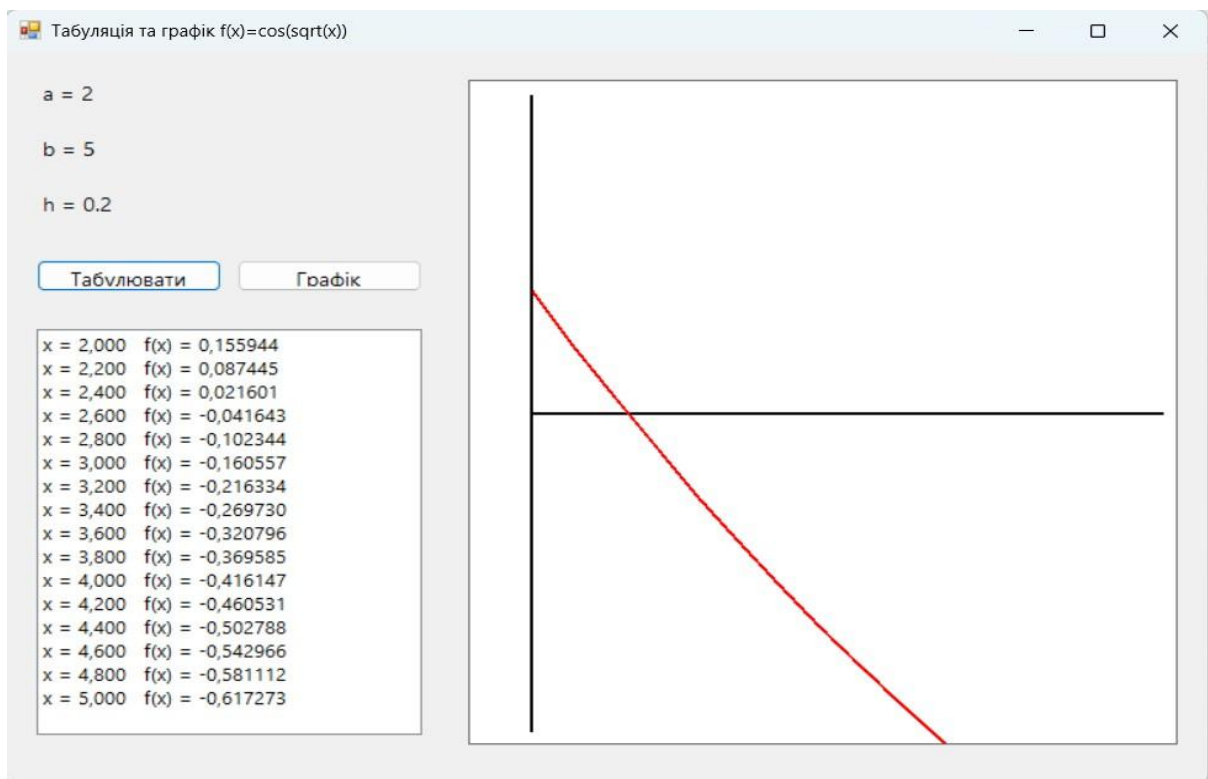 Табуляція та графік f(x)=cos(sqrt(x))
a = 2
b = 5
h = 0.2
Табулювати Графік
x = 2,000 f(x) = 0,155944
x = 2,200 f(x) = 0,087445
x = 2,400 f(x) = 0,021601
x = 2,600 f(x) = -0,041643
x = 2,800 f(x) = -0,102344
x = 3,000 f(x) = -0,160557
x = 3,200 f(x) = -0,216334
x = 3,400 f(x) = -0,269730
x = 3,600 f(x) = -0,320796
x = 3,800 f(x) = -0,369585
x = 4,000 f(x) = -0,416147
x = 4,200 f(x) = -0,460531
x = 4,400 f(x) = -0,502788
x = 4,600 f(x) = -0,542966
x = 4,800 f(x) = -0,581112
x = 5,000 f(x) = -0,617273